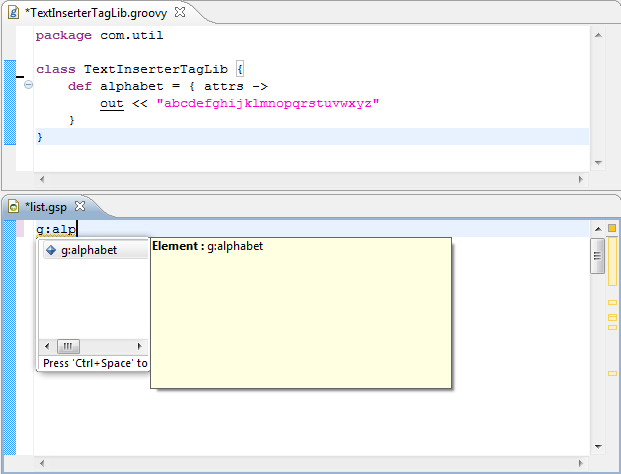 *TextInserterTagLib.groovy
package com.util
class TextInserterTagLib {
def alphabet = { attrs ->
out << "abcdefghijklmnopqrstuvwxyz"
}
}
*list.gsp
g:alp
g:alphabet
Element : g:alphabet
Press 'Ctrl+Space' to